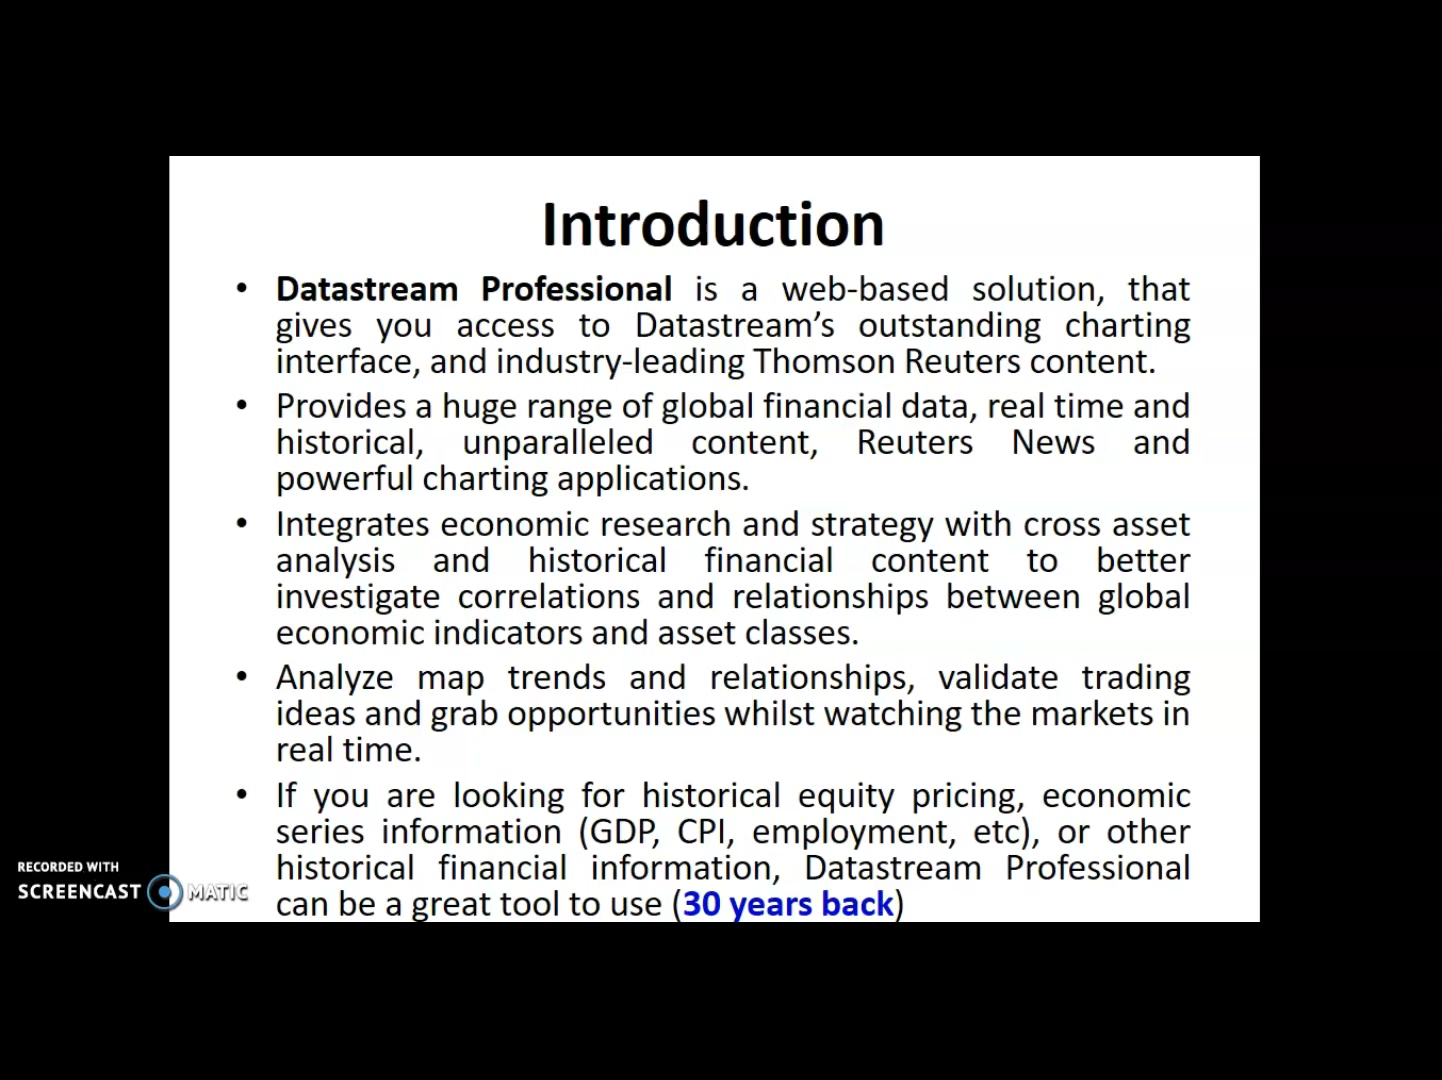 Introduction
• Datastream Professional is a web-based solution, that
gives you access to Datastream’s outstanding charting
interface, and industry-leading Thomson Reuters content.
• Provides a huge range of global financial data, real time and
historical, unparalleled content, Reuters News and
powerful charting applications.
• Integrates economic research and strategy with cross asset
analysis and historical financial content to better
investigate correlations and relationships between global
economic indicators and asset classes.
• Analyze map trends and relationships, validate trading
ideas and grab opportunities whilst watching the markets in
real time.
• If you are looking for historical equity pricing, economic
series information (GDP, CPI, employment, etc), or other
historical financial information, Datastream Professional
can be a great tool to use (30 years back)
RECORDED WITH
SCREENCAST MATIC